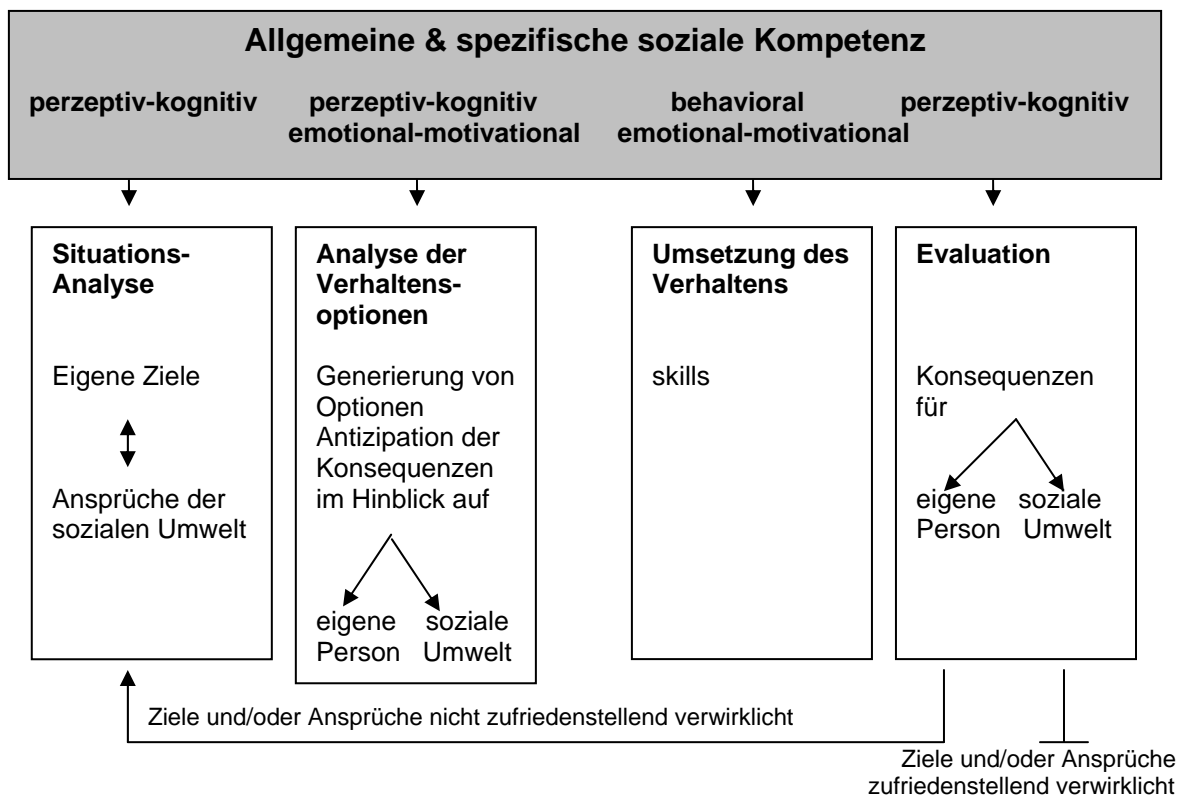 Allgemeine & spezifische soziale Kompetenz
perzeptiv-kognitiv
perzeptiv-kognitiv
emotional-motivational
behavioral
emotional-motivational
perzeptiv-kognitiv
Situations-
Analyse
Eigene Ziele
Ansprüche der
sozialen Umwelt
Analyse der
Verhaltens-
optionen
Generierung von
Optionen
Antizipation der
Konsequenzen
im Hinblick auf
eigene soziale
Person Umwelt
Umsetzung des
Verhaltens
skills
Evaluation
Konsequenzen
für
eigene soziale
Person Umwelt
Ziele und/oder Ansprüche nicht zufriedenstellend verwirklicht
Ziele und/oder Ansprüche
zufriedenstellend verwirklicht